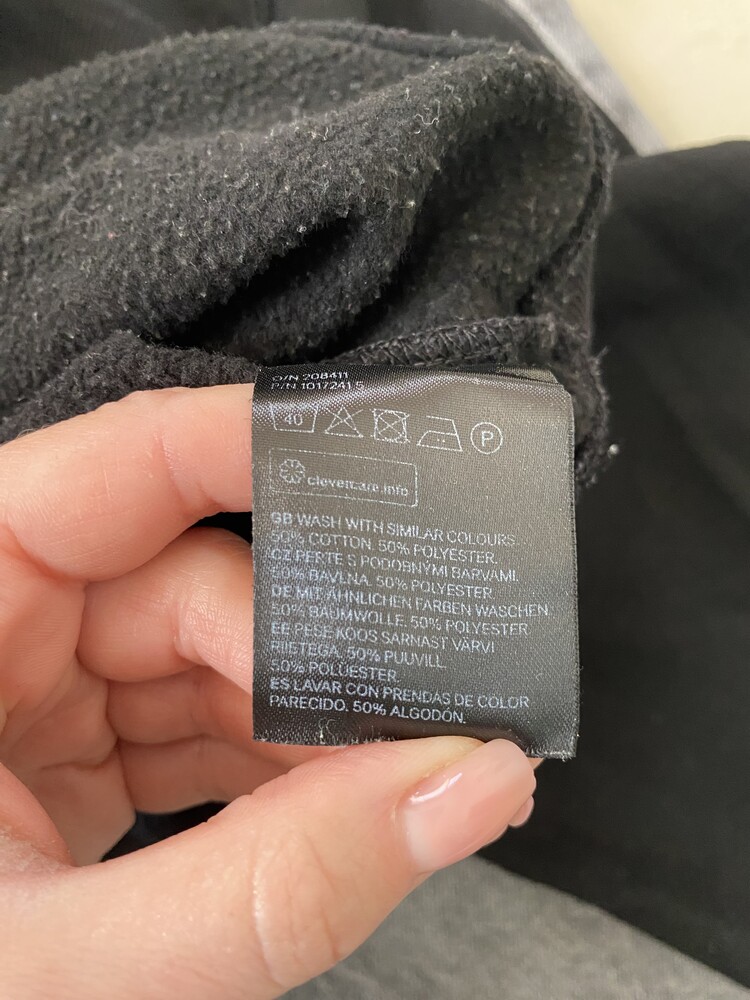 O/N 208411
P/N 1017241.5
40 P
clevercare.info
GB WASH WITH SIMILAR COLOURS.
50% COTTON. 50% POLYESTER.
CZ PERTE S PODOBNÝMI BARVAMI.
50% BAVLNA. 50% POLYESTER.
DE MIT ÄHNLICHEN FARBEN WASCHEN.
50% BAUMWOLLE. 50% POLYESTER.
EE PESE KOOS SARNAST VÄRVI
RIIETEGA. 50% PUUVILL.
50% POLÜESTER.
ES LAVAR CON PRENDAS DE COLOR
PARECIDO. 50% ALGODÓN.